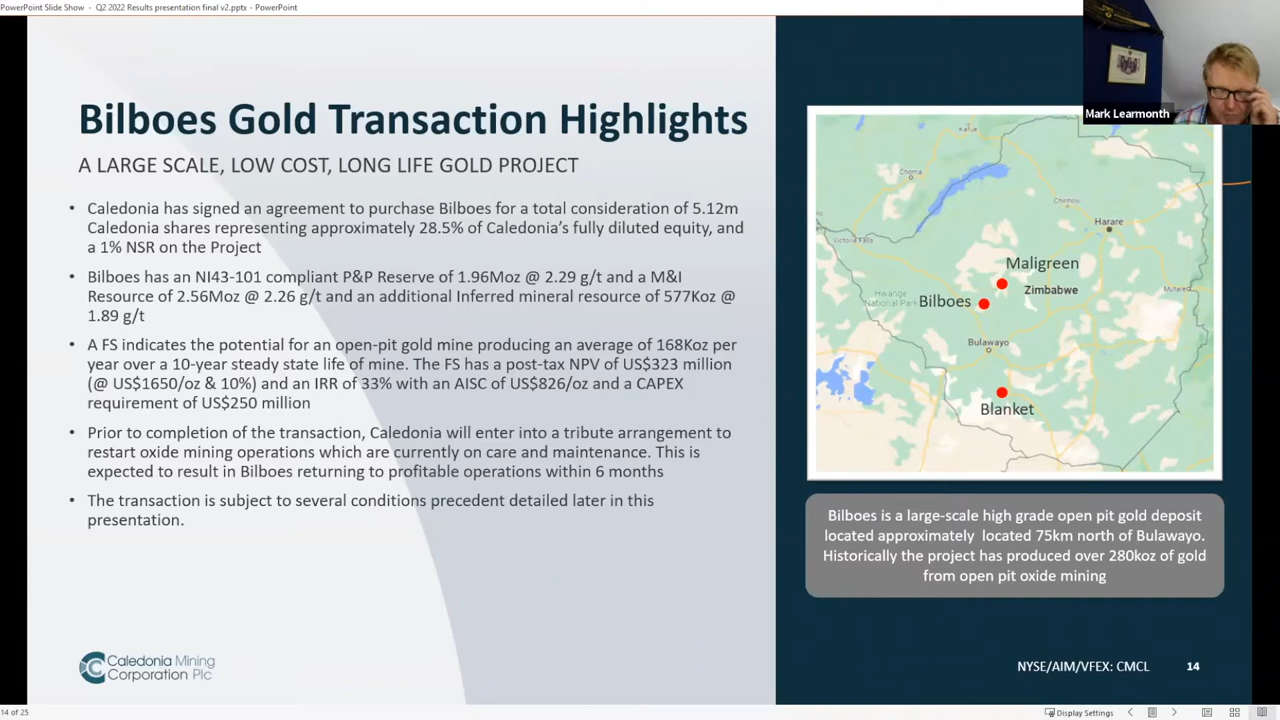 PowerPoint Slide Show - Q2 2022 Results presentation final v2.pptx - PowerPoint
Mark Learmonth
Bilboes Gold Transaction Highlights
A LARGE SCALE, LOW COST, LONG LIFE GOLD PROJECT
• Caledonia has signed an agreement to purchase Bilboes for a total consideration of 5.12m
Caledonia shares representing approximately 28.5% of Caledonia's fully diluted equity, and
a 1% NSR on the Project
• Bilboes has an NI43-101 compliant P&P Reserve of 1.96Moz @ 2.29 g/t and a M&I
Resource of 2.56Moz @ 2.26 g/t and an additional Inferred mineral resource of 577Koz @
1.89 g/t
• A FS indicates the potential for an open-pit gold mine producing an average of 168Koz per
year over a 10-year steady state life of mine. The FS has a post-tax NPV of US$323 million
(@ US$1650/oz & 10%) and an IRR of 33% with an AISC of US$826/oz and a CAPEX
requirement of US$250 million
• Prior to completion of the transaction, Caledonia will enter into a tribute arrangement to
restart oxide mining operations which are currently on care and maintenance. This is
expected to result in Bilboes returning to profitable operations within 6 months
• The transaction is subject to several conditions precedent detailed later in this
presentation.
Kafue
Choma
Chinhoyi
Harare
Victoria Falls
Maligreen
Hwange
National Park
Bilboes
Zimbabwe
Mutare
Bulawayo
Blanket
Bilboes is a large-scale high grade open pit gold deposit
located approximately located 75km north of Bulawayo.
Historically the project has produced over 280koz of gold
from open pit oxide mining
Caledonia Mining
Corporation Plc
NYSE/AIM/VFEX: CMCL
14
14 of 25
Display Settings